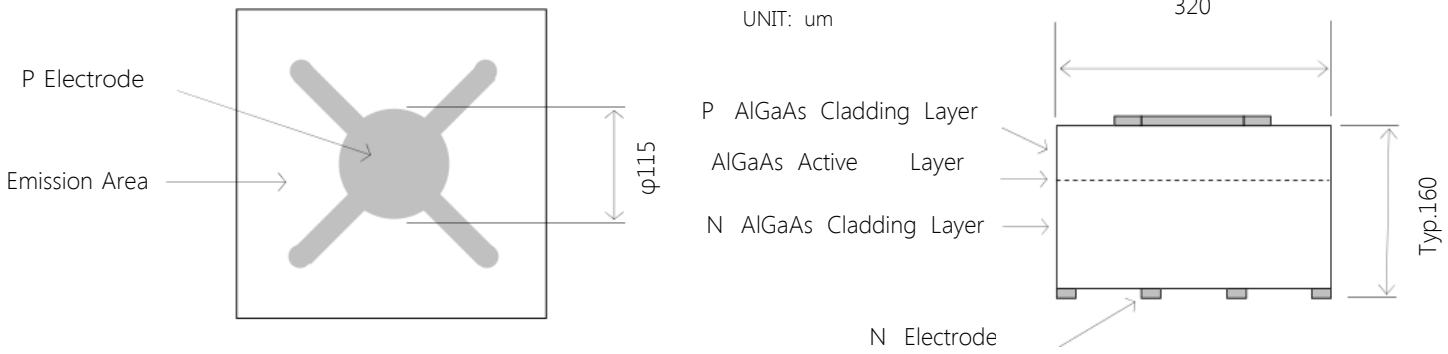 UNIT: um
320
P Electrode
Emission Area
φ115
P AlGaAs Cladding Layer
AlGaAs Active Layer
N AlGaAs Cladding Layer
N Electrode
Typ.160